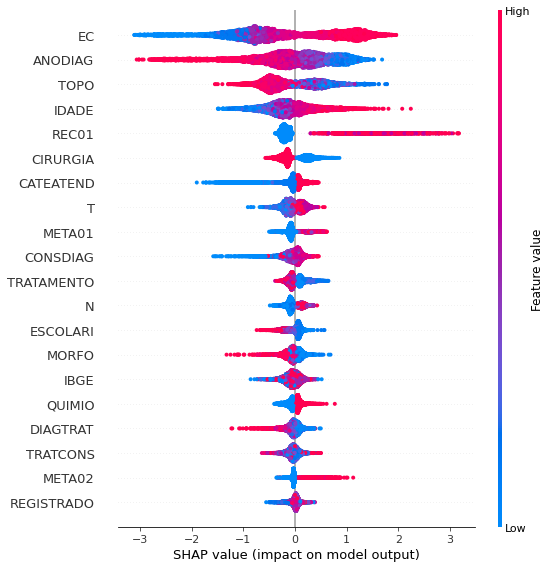 High
EC
ANODIAG
TOPO
IDADE
REC01
CIRURGIA
CATEATEND
T
META01
CONSDIAG
TRATAMENTO
N
ESCOLARI
MORFO
IBGE
QUIMIO
DIAGTRAT
TRATCONS
META02
REGISTRADO
Feature value
Low
−3 −2 −1 0 1 2 3
SHAP value (impact on model output)